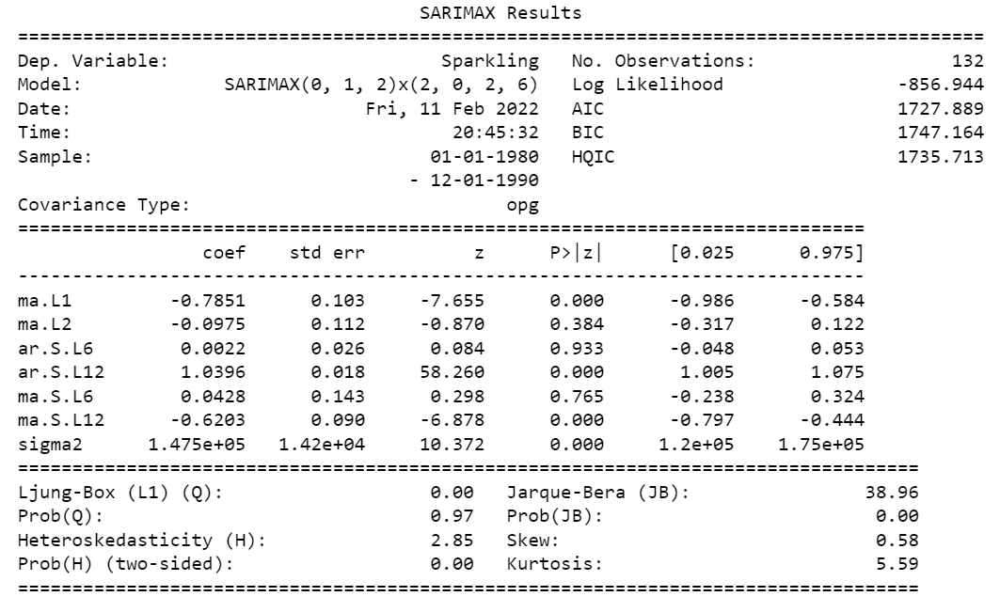 SARIMAX Results
==========================================================================================
Dep. Variable:                          Sparkling   No. Observations:                  132
Model:             SARIMAX(0, 1, 2)x(2, 0, 2, 6)   Log Likelihood                -856.944
Date:                            Fri, 11 Feb 2022   AIC                           1727.889
Time:                                    20:45:32   BIC                           1747.164
Sample:                                01-01-1980   HQIC                          1735.713
                                     - 12-01-1990
Covariance Type:                              opg
===============================================================================
                 coef    std err          z      P>|z|      [0.025      0.975]
-------------------------------------------------------------------------------
ma.L1         -0.7851      0.103     -7.655      0.000      -0.986      -0.584
ma.L2         -0.0975      0.112     -0.870      0.384      -0.317       0.122
ar.S.L6        0.0022      0.026      0.084      0.933      -0.048       0.053
ar.S.L12       1.0396      0.018     58.260      0.000       1.005       1.075
ma.S.L6        0.0428      0.143      0.298      0.765      -0.238       0.324
ma.S.L12      -0.6203      0.090     -6.878      0.000      -0.797      -0.444
sigma2      1.475e+05   1.42e+04     10.372      0.000     1.2e+05    1.75e+05
====================================================================================
Ljung-Box (L1) (Q):                   0.00   Jarque-Bera (JB):                38.96
Prob(Q):                              0.97   Prob(JB):                         0.00
Heteroskedasticity (H):               2.85   Skew:                             0.58
Prob(H) (two-sided):                  0.00   Kurtosis:                         5.59
====================================================================================